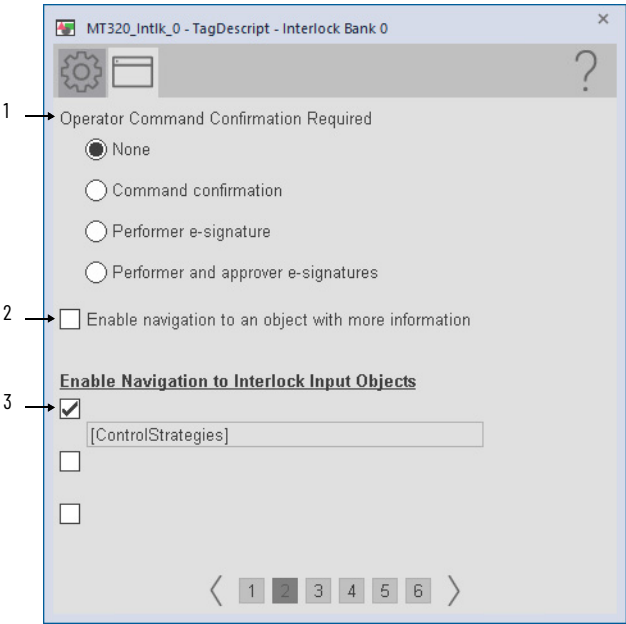 MT320_Intlk_0 - TagDescript - Interlock Bank 0
×
?
1
Operator Command Confirmation Required
None
Command confirmation
Performer e-signature
Performer and approver e-signatures
2
Enable navigation to an object with more information
Enable Navigation to Interlock Input Objects
3
[ControlStrategies]
1 2 3 4 5 6